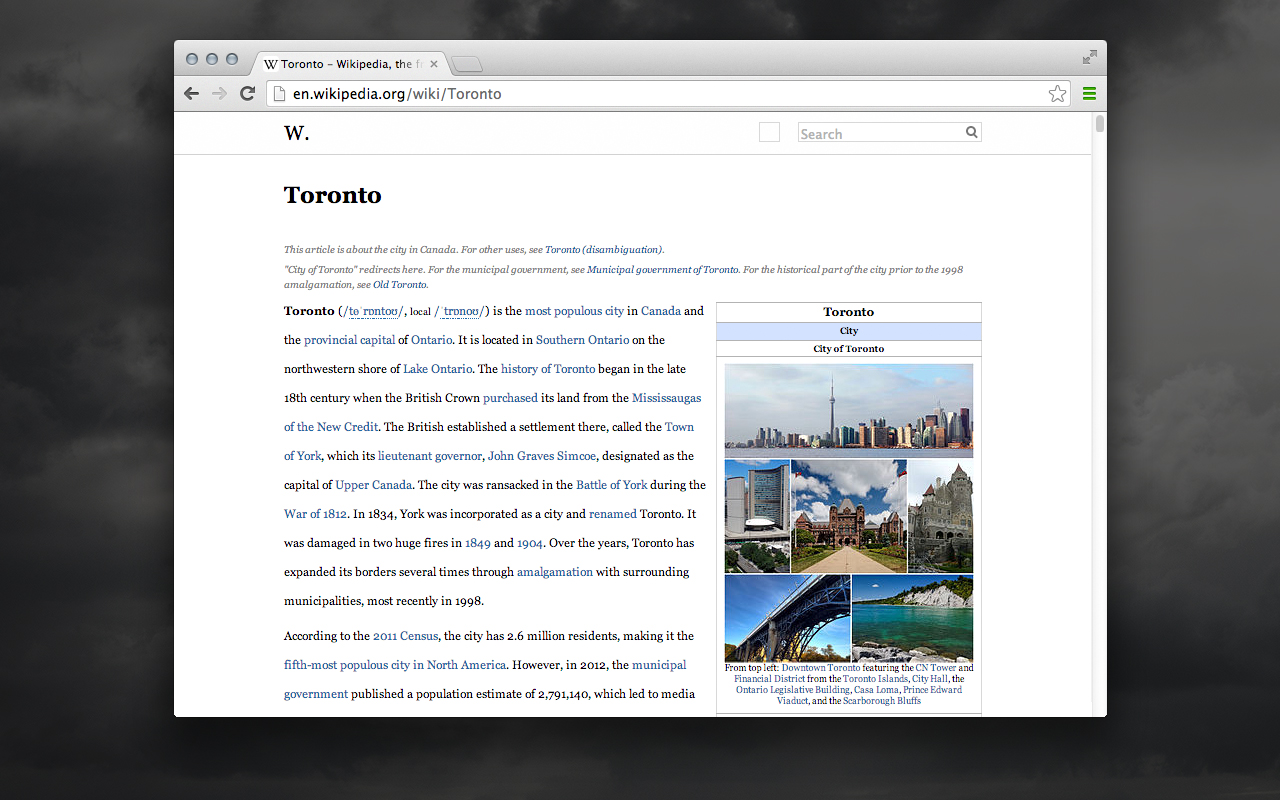 Toronto – Wikipedia, the fr
en.wikipedia.org/wiki/Toronto
W.
Search
Toronto
This article is about the city in Canada. For other uses, see Toronto (disambiguation).
"City of Toronto" redirects here. For the municipal government, see Municipal government of Toronto. For the historical part of the city prior to the 1998
amalgamation, see Old Toronto.
Toronto (/təˈrɒntoʊ/, local /ˈtrɒnoʊ/) is the most populous city in Canada and
the provincial capital of Ontario. It is located in Southern Ontario on the
northwestern shore of Lake Ontario. The history of Toronto began in the late
18th century when the British Crown purchased its land from the Mississaugas
of the New Credit. The British established a settlement there, called the Town
of York, which its lieutenant governor, John Graves Simcoe, designated as the
capital of Upper Canada. The city was ransacked in the Battle of York during the
War of 1812. In 1834, York was incorporated as a city and renamed Toronto. It
was damaged in two huge fires in 1849 and 1904. Over the years, Toronto has
expanded its borders several times through amalgamation with surrounding
municipalities, most recently in 1998.
According to the 2011 Census, the city has 2.6 million residents, making it the
fifth-most populous city in North America. However, in 2012, the municipal
government published a population estimate of 2,791,140, which led to media
Toronto
City
City of Toronto
From top left: Downtown Toronto featuring the CN Tower and
Financial District from the Toronto Islands, City Hall, the
Ontario Legislative Building, Casa Loma, Prince Edward
Viaduct, and the Scarborough Bluffs